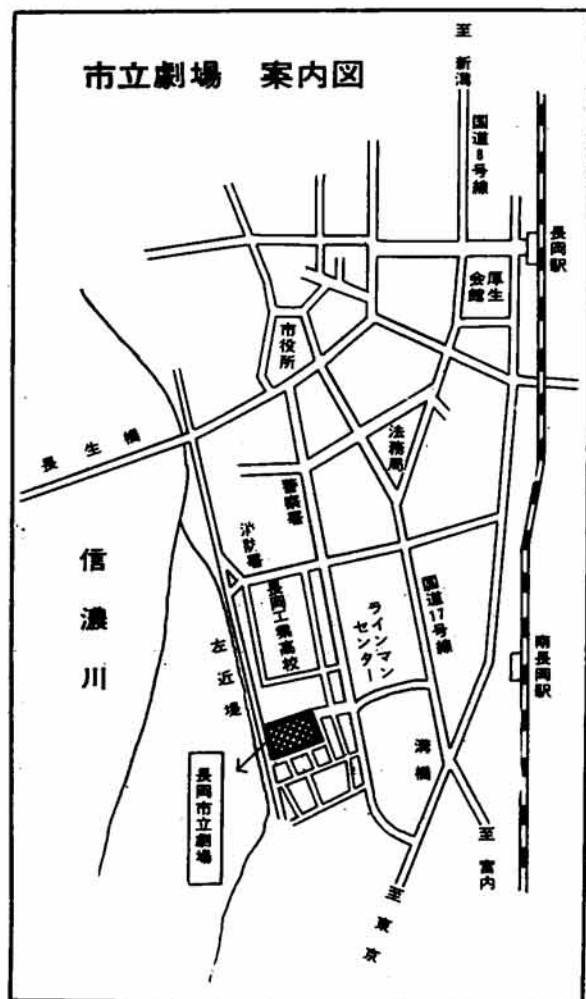 市立劇場　案内図
至 新潟
国道8号線
長岡駅
厚生
会館
市役所
長生橋
法務局
警察署
消防署
信濃川
長岡工業高校
ラインマン
センター
国道17号線
左近堤
南長岡駅
溝橋
長岡市立劇場
至 宮内
至 東京